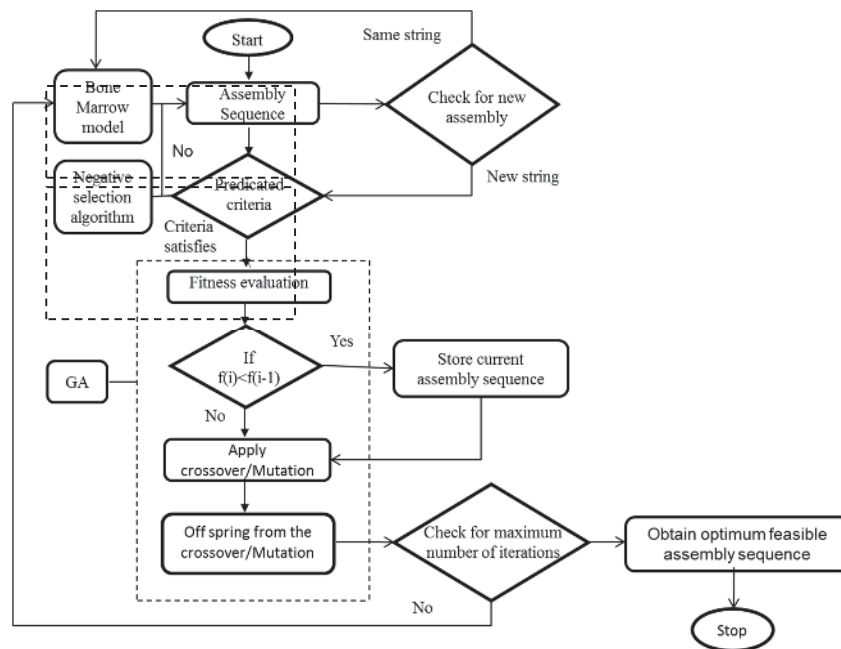 Start
Same string
Bone
Marrow
model
Assembly
Sequence
Check for new
assembly
No
New string
Negative
selection
algorithm
Predicated
criteria
Criteria
satisfies
Fitness evaluation
If
f(i)<f(i-1)
Yes
Store current
assembly sequence
GA
No
Apply
crossover/Mutation
Off spring from the
crossover/Mutation
Check for maximum
number of iterations
Obtain optimum feasible
assembly sequence
No
Stop